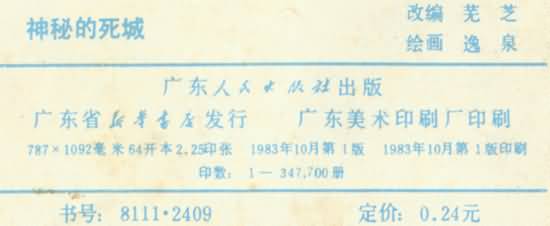 神秘的死城
改编 芜 芝
绘画 逸 泉
广东人民出版社出版
广东省新华书店发行 广东美术印刷厂印刷
787×1092毫米64开本2.25印张 1983年10月第1版 1983年10月第1版印刷
印数：1—347,700册
书号：8111·2409 定价：0.24元